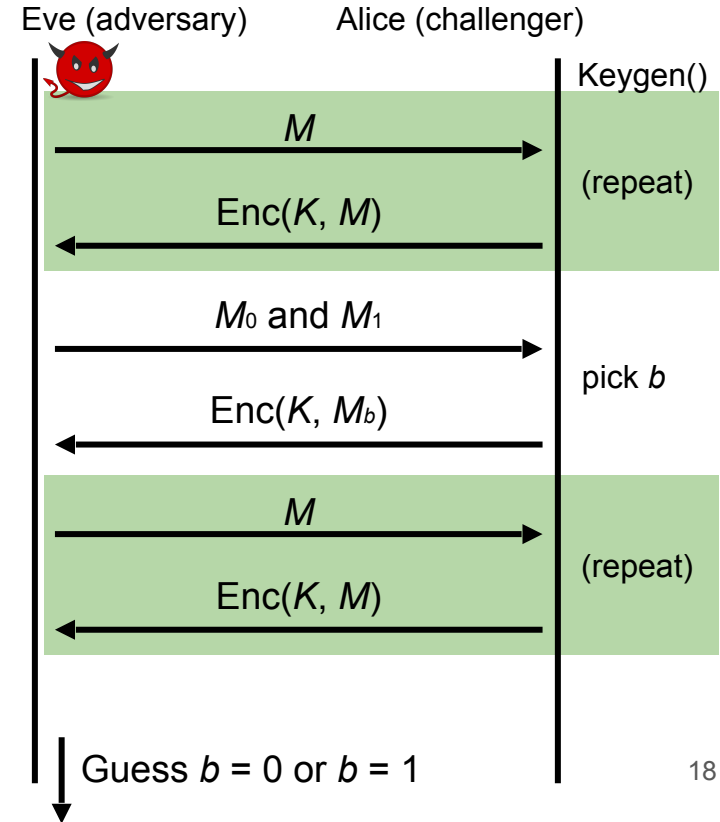 Eve (adversary) Alice (challenger)
Keygen()
M
(repeat)
Enc(K, M)
M₀ and M₁
pick b
Enc(K, M_b)
M
(repeat)
Enc(K, M)
Guess b = 0 or b = 1
18